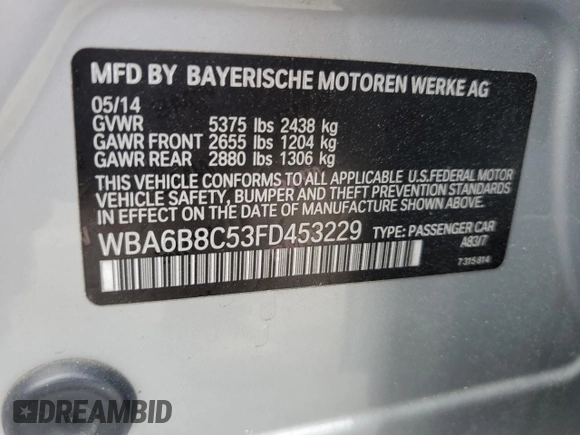 MFD BY BAYERISCHE MOTOREN WERKE AG
05/14
GVWR 5375 lbs 2438 kg
GAWR FRONT 2655 lbs 1204 kg
GAWR REAR 2880 lbs 1306 kg
THIS VEHICLE CONFORMS TO ALL APPLICABLE U.S.FEDERAL MOTOR
VEHICLE SAFETY, BUMPER AND THEFT PREVENTION STANDARDS
IN EFFECT ON THE DATE OF MANUFACTURE SHOWN ABOVE.
WBA6B8C53FD453229 TYPE: PASSENGER CAR
A83/7
7 315 814
DREAMBID